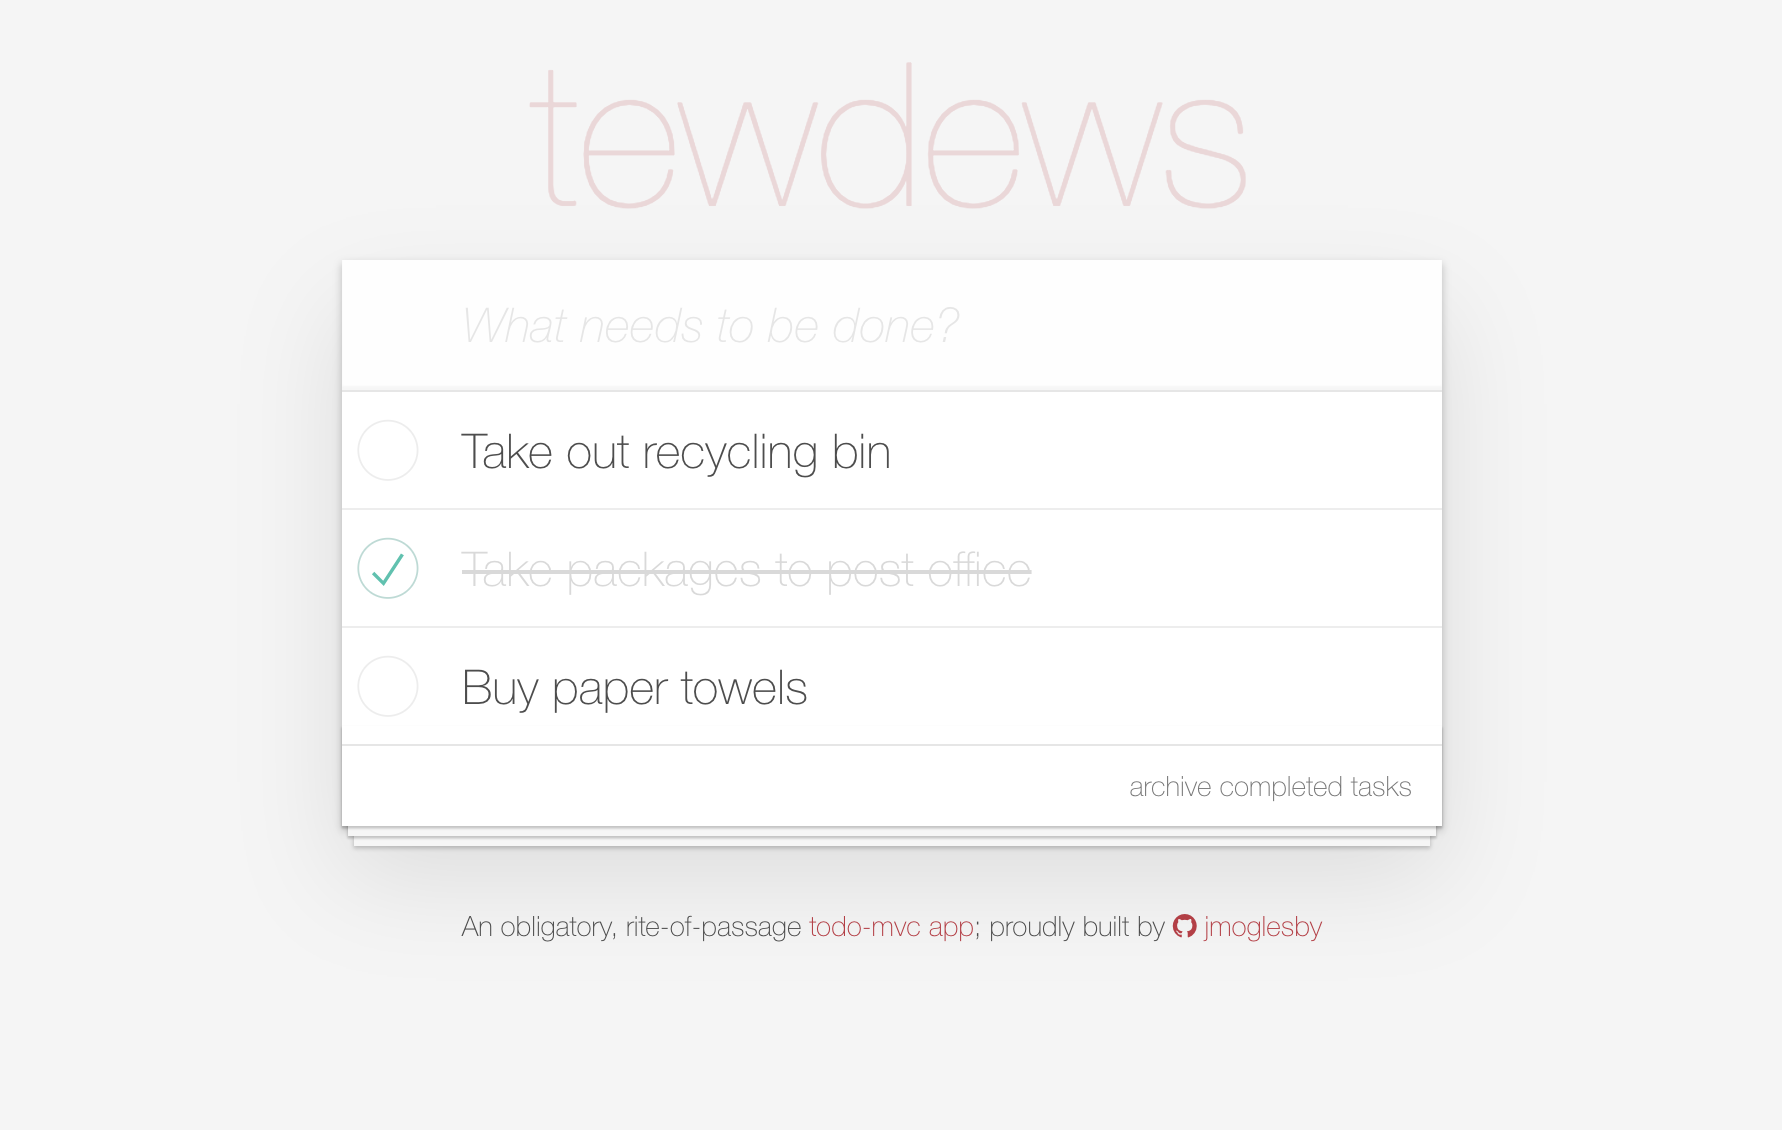 tewdews
What needs to be done?
Take out recycling bin
Take packages to post office
Buy paper towels
archive completed tasks
An obligatory, rite-of-passage todo-mvc app; proudly built by jmoglesby